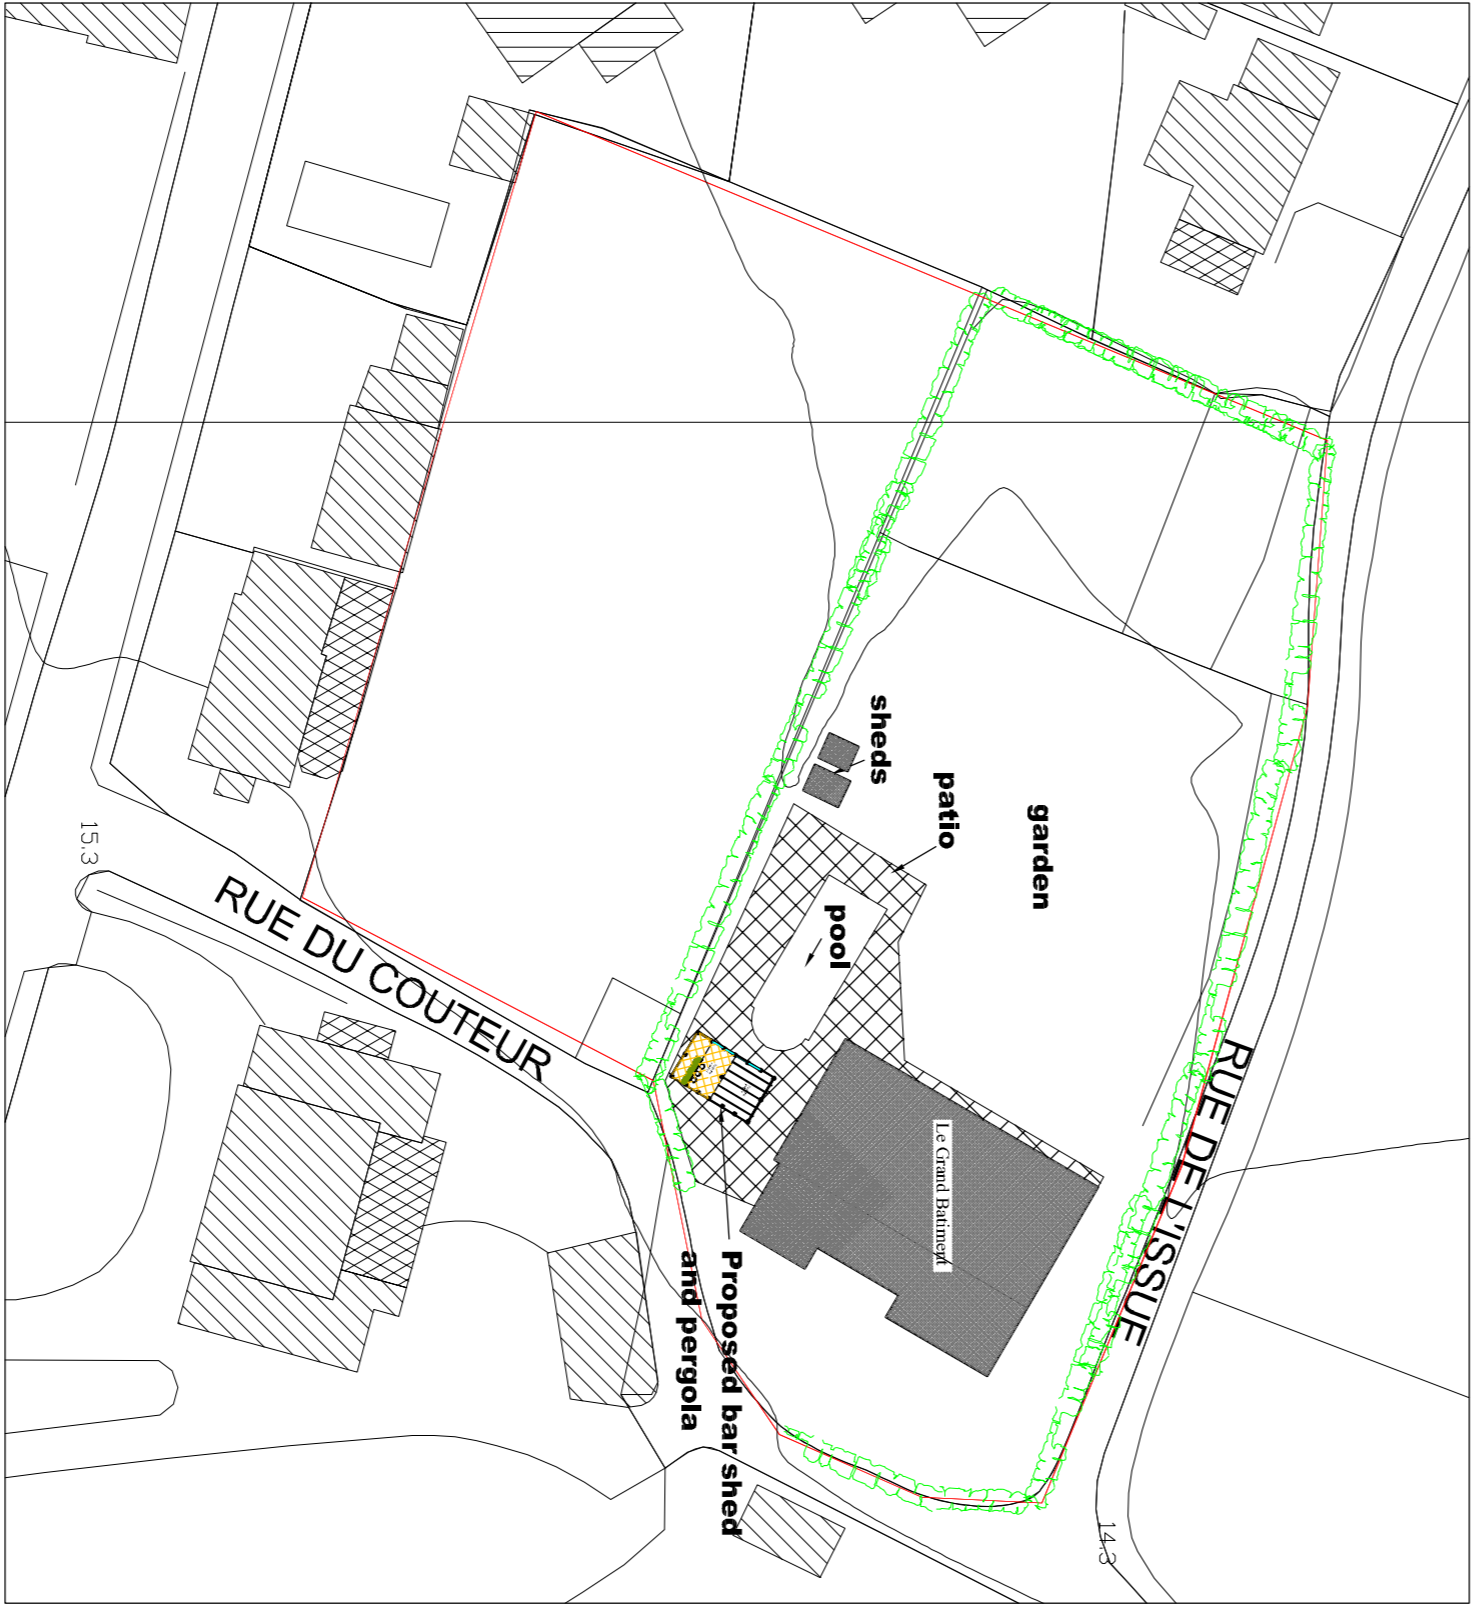 sheds
patio
garden
pool
15.3
RUE DU COUTEUR
RUE DE L'ISSUE
Le Grand Batiment
Proposed bar shed
and pergola
14.3